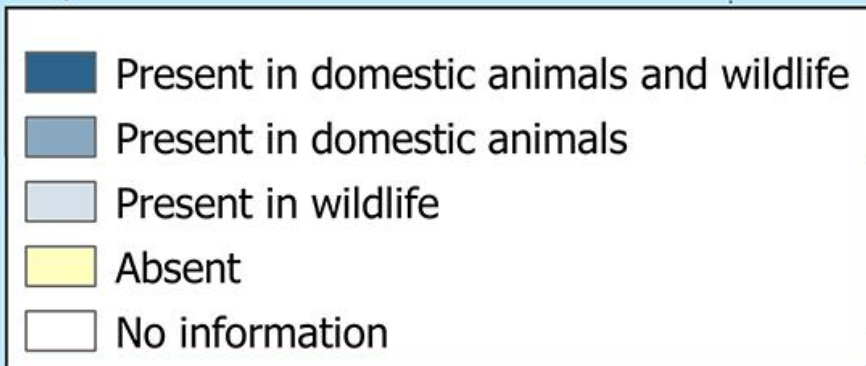 Present in domestic animals and wildlife
Present in domestic animals
Present in wildlife
Absent
No information